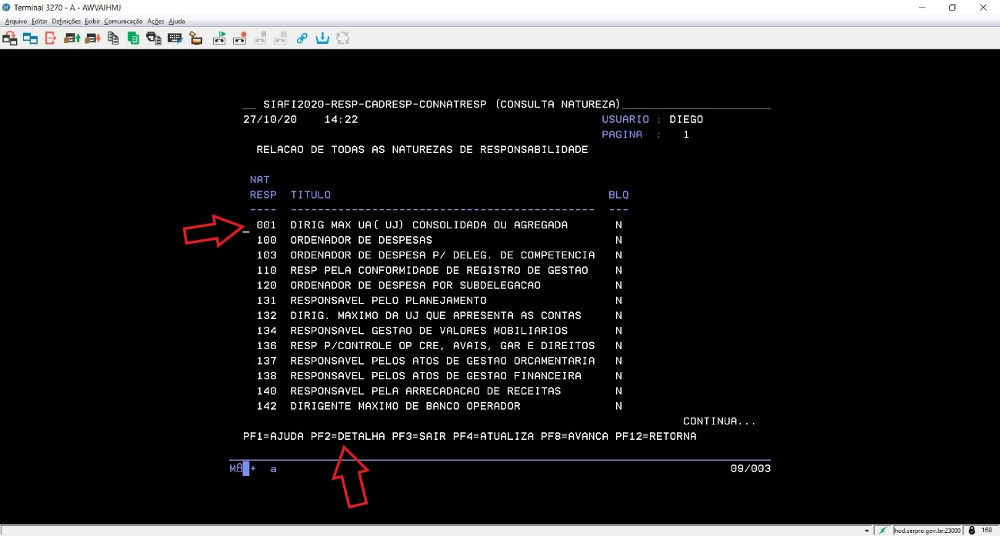 Terminal 3270 - A - AWVAIHMJ
Arquivo Editar Definições Exibir Comunicação Ações Ajuda
__ SIAFI2020-RESP-CADRESP-CONNATRESP (CONSULTA NATUREZA)______________________
27/10/20 14:22 USUARIO : DIEGO
PAGINA : 1
RELACAO DE TODAS AS NATUREZAS DE RESPONSABILIDADE
NAT
RESP TITULO BLQ
---- --------------------------------------------- ---
001 DIRIG MAX UA( UJ) CONSOLIDADA OU AGREGADA N
100 ORDENADOR DE DESPESAS N
103 ORDENADOR DE DESPESA P/ DELEG. DE COMPETENCIA N
110 RESP PELA CONFORMIDADE DE REGISTRO DE GESTAO N
120 ORDENADOR DE DESPESA POR SUBDELEGACAO N
131 RESPONSAVEL PELO PLANEJAMENTO N
132 DIRIG. MAXIMO DA UJ QUE APRESENTA AS CONTAS N
134 RESPONSAVEL GESTAO DE VALORES MOBILIARIOS N
136 RESP P/CONTROLE OP CRE, AVAIS, GAR E DIREITOS N
137 RESPONSAVEL PELOS ATOS DE GESTAO ORCAMENTARIA N
138 RESPONSAVEL PELOS ATOS DE GESTAO FINANCEIRA N
140 RESPONSAVEL PELA ARRECADACAO DE RECEITAS N
142 DIRIGENTE MAXIMO DE BANCO OPERADOR N
CONTINUA...
PF1=AJUDA PF2=DETALHA PF3=SAIR PF4=ATUALIZA PF8=AVANCA PF12=RETORNA
MA + a 09/003
hod.serpro.gov.br:23000 168